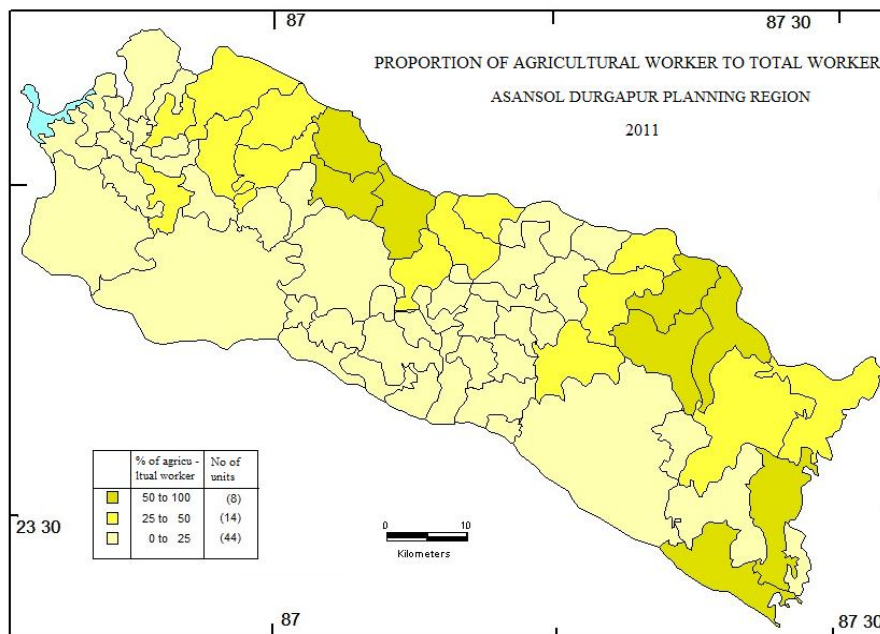 87
87 30
PROPORTION OF AGRICULTURAL WORKER TO TOTAL WORKER
ASANSOL DURGAPUR PLANNING REGION
2011
% of agricu -
ltual worker
No of
units
50 to 100 (8)
25 to 50 (14)
0 to 25 (44)
23 30
0 10
Kilometers
87
87 30